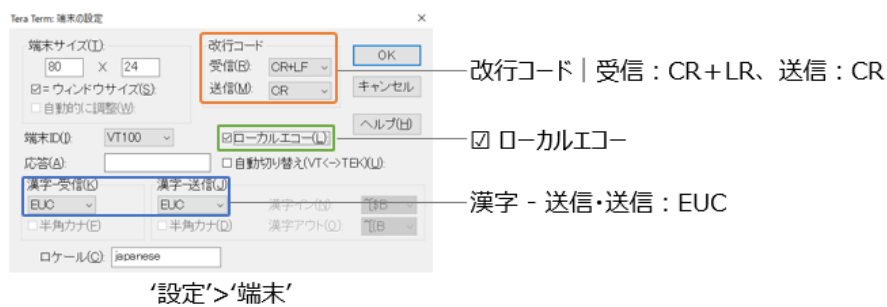 Tera Term: 端末の設定 ×
端末サイズ(T):
80 X 24
☑= ウィンドウサイズ(S):
□自動的に調整(W):
改行コード
受信(R): CR+LF
送信(M): CR
OK
キャンセル
ヘルプ(H)
改行コード｜受信：CR＋LR、送信：CR
端末ID(I): VT100
☑ローカルエコー(L):
☑ ローカルエコー
応答(A):
□自動切り替え(VT<->TEK)(U):
漢字-受信(K)
EUC
□半角カナ(F)
漢字-送信(J)
EUC
□半角カナ(D)
漢字イン(N): ^[$B
漢字アウト(O): ^[(B
漢字 - 送信・送信：EUC
ロケール(C): japanese
‘設定’>‘端末’